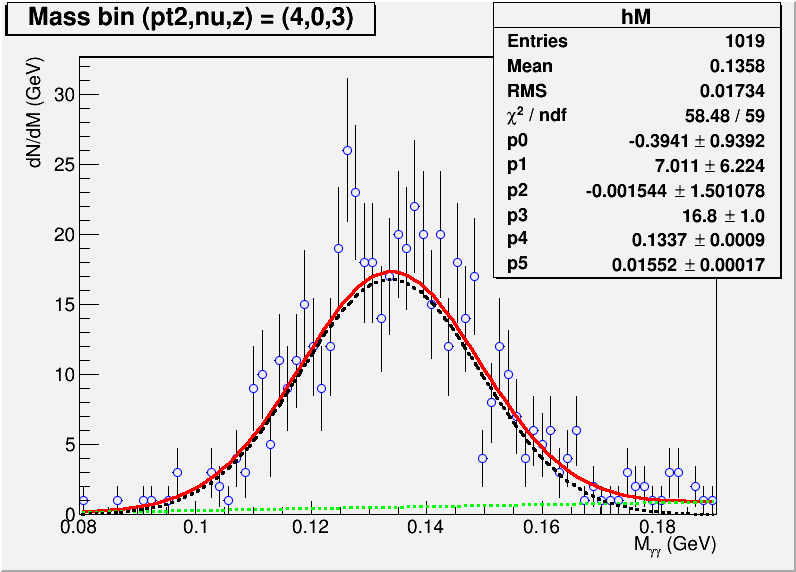 Mass bin (pt2,nu,z) = (4,0,3)
hM
Entries 1019
Mean 0.1358
RMS 0.01734
χ² / ndf 58.48 / 59
p0 -0.3941 ± 0.9392
p1 7.011 ± 6.224
p2 -0.001544 ± 1.501078
p3 16.8 ± 1.0
p4 0.1337 ± 0.0009
p5 0.01552 ± 0.00017
dN/dM (GeV)
30
25
20
15
10
5
0
0.08 0.1 0.12 0.14 0.16 0.18
Mγγ (GeV)